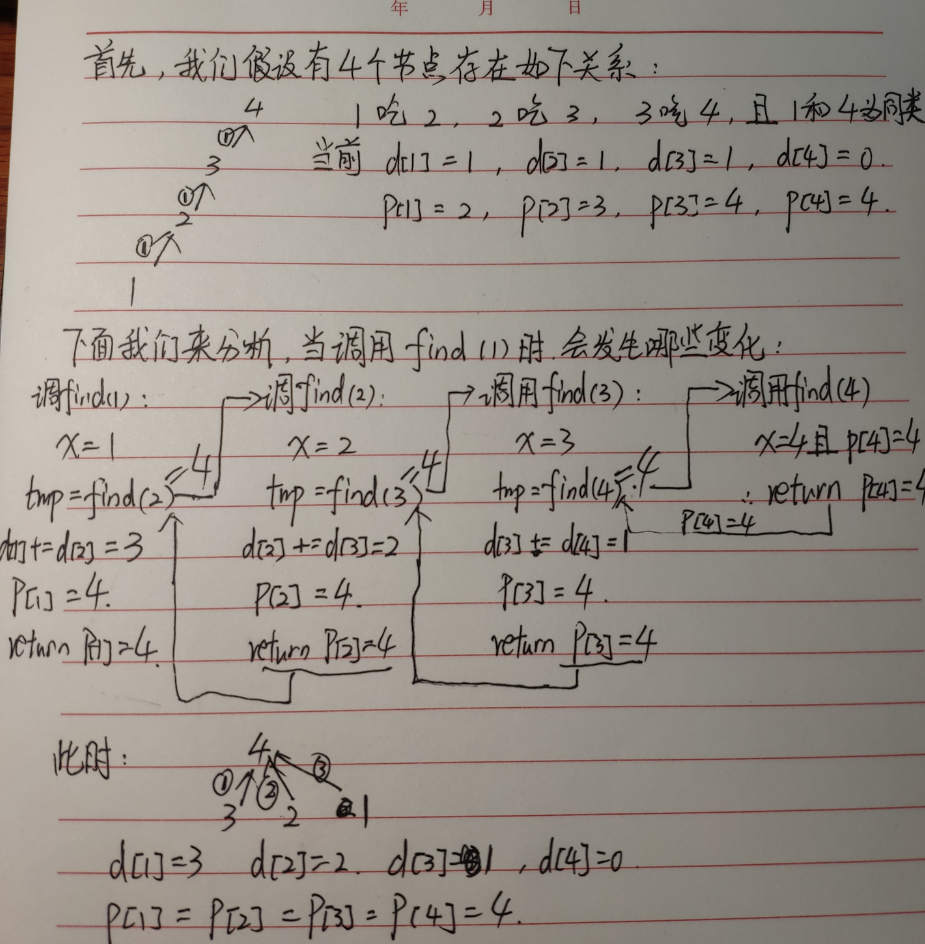 年 月 日
首先，我们假设有4个节点存在如下关系：
4 1吃2，2吃3，3吃4，且1和4为同类
①
3 当前 d[1]=1，d[2]=1，d[3]=1，d[4]=0.
①
2 P[1]=2，P[2]=3，P[3]=4，P[4]=4.
①
1
下面我们来分析，当调用find(1)时，会发生哪些变化：
调find(1)： 调find(2)： 调用find(3)： 调用find(4)
x=1 x=2 x=3 x=4且p[4]=4
tmp=find(2)=4 tmp=find(3)=4 tmp=find(4)=4 ∴return P[4]=4
P[4]=4
d[1]+=d[2]=3 d[2]+=d[3]=2 d[3]+=d[4]=1
P[1]=4. P[2]=4. P[3]=4.
return P[1]=4. return P[2]=4 return P[3]=4
此时： 4
① ② ③
3 2 1
d[1]=3 d[2]=2. d[3]=1，d[4]=0.
P[1]=P[2]=P[3]=P[4]=4.